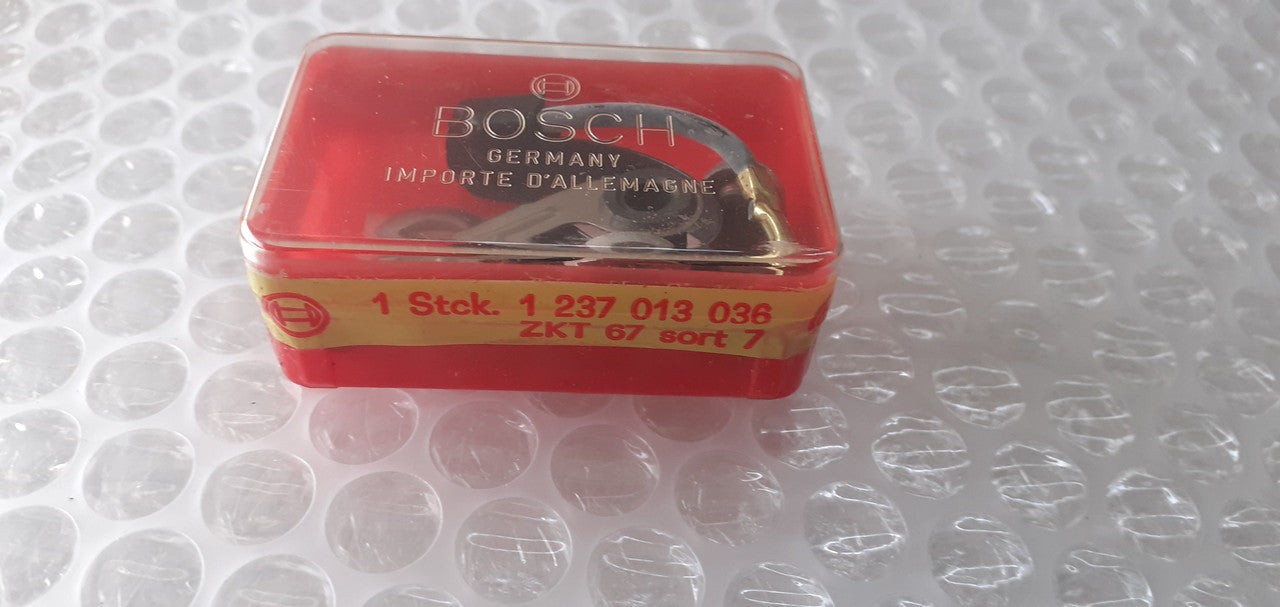 BOSCH
GERMANY
IMPORTE D'ALLEMAGNE
1 Stck. 1 237 013 036
ZKT 67 sort 7